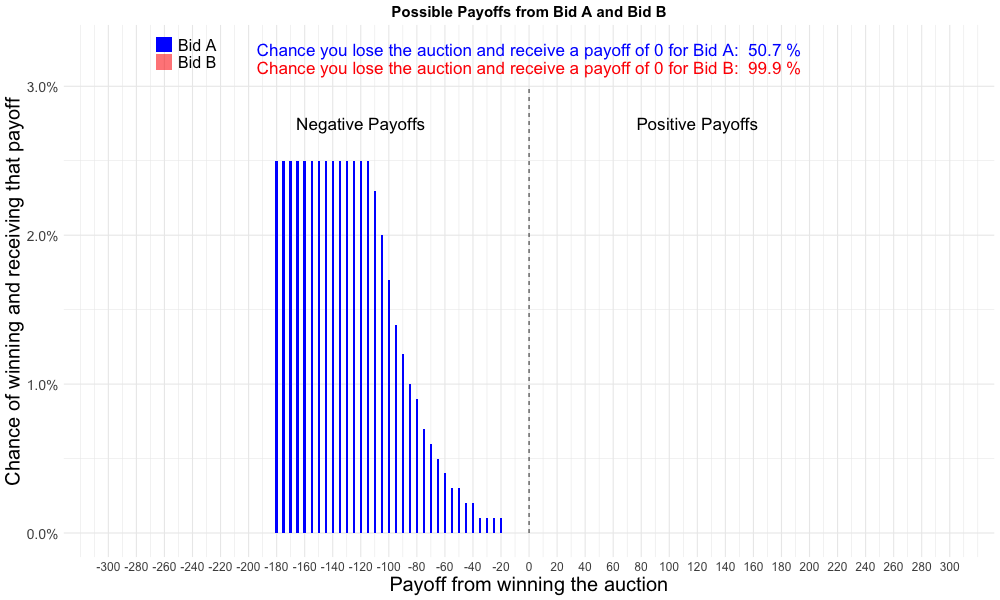 Possible Payoffs from Bid A and Bid B
Bid A
Bid B
Chance you lose the auction and receive a payoff of 0 for Bid A: 50.7 %
Chance you lose the auction and receive a payoff of 0 for Bid B: 99.9 %
Negative Payoffs
Positive Payoffs
Chance of winning and receiving that payoff
3.0%
2.0%
1.0%
0.0%
-300 -280 -260 -240 -220 -200 -180 -160 -140 -120 -100 -80 -60 -40 -20 0 20 40 60 80 100 120 140 160 180 200 220 240 260 280 300
Payoff from winning the auction